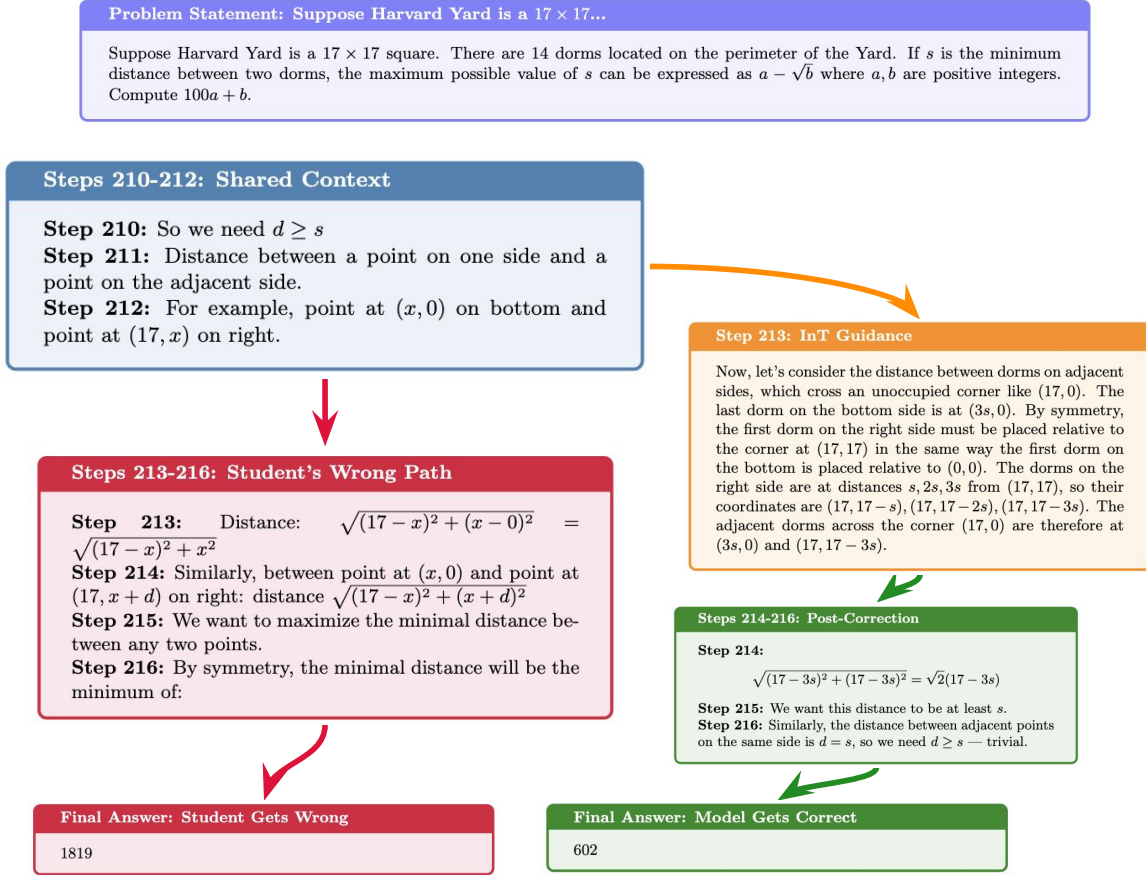 Problem Statement: Suppose Harvard Yard is a 17 × 17...
Suppose Harvard Yard is a 17 × 17 square. There are 14 dorms located on the perimeter of the Yard. If s is the minimum
distance between two dorms, the maximum possible value of s can be expressed as a − √b where a, b are positive integers.
Compute 100a + b.
Steps 210-212: Shared Context
Step 210: So we need d ≥ s
Step 211: Distance between a point on one side and a
point on the adjacent side.
Step 212: For example, point at (x, 0) on bottom and
point at (17, x) on right.
Step 213: InT Guidance
Now, let's consider the distance between dorms on adjacent
sides, which cross an unoccupied corner like (17, 0). The
last dorm on the bottom side is at (3s, 0). By symmetry,
the first dorm on the right side must be placed relative to
the corner at (17, 17) in the same way the first dorm on
the bottom is placed relative to (0, 0). The dorms on the
right side are at distances s, 2s, 3s from (17, 17), so their
coordinates are (17, 17−s), (17, 17−2s), (17, 17−3s). The
adjacent dorms across the corner (17, 0) are therefore at
(3s, 0) and (17, 17 − 3s).
Steps 213-216: Student's Wrong Path
Step 213: Distance: √((17 − x)² + (x − 0)²) =
√((17 − x)² + x²)
Step 214: Similarly, between point at (x, 0) and point at
(17, x + d) on right: distance √((17 − x)² + (x + d)²)
Step 215: We want to maximize the minimal distance be-
tween any two points.
Step 216: By symmetry, the minimal distance will be the
minimum of:
Steps 214-216: Post-Correction
Step 214:
√((17 − 3s)² + (17 − 3s)²) = √2(17 − 3s)
Step 215: We want this distance to be at least s.
Step 216: Similarly, the distance between adjacent points
on the same side is d = s, so we need d ≥ s — trivial.
Final Answer: Student Gets Wrong
1819
Final Answer: Model Gets Correct
602